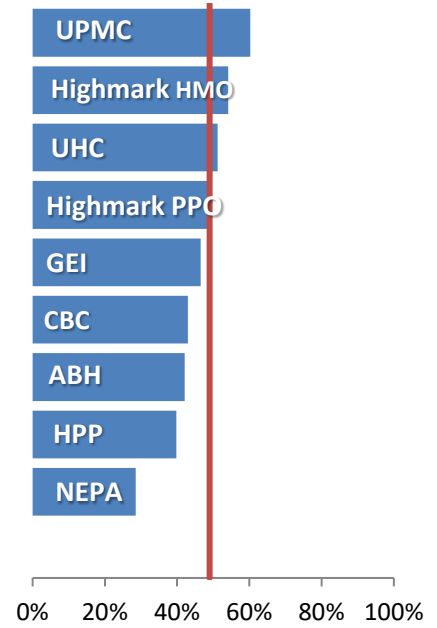 UPMC
Highmark HMO
UHC
Highmark PPO
GEI
CBC
ABH
HPP
NEPA
0% 20% 40% 60% 80% 100%